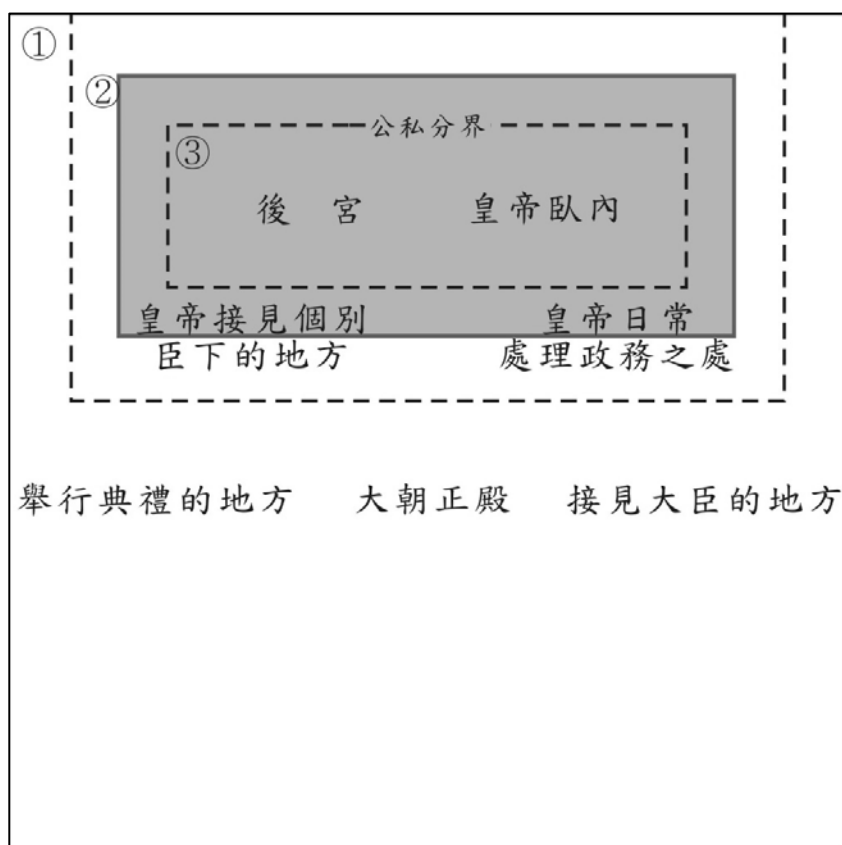 ①
②
公私分界
③
後宮 皇帝臥內
皇帝接見個別 皇帝日常
臣下的地方 處理政務之處
舉行典禮的地方 大朝正殿 接見大臣的地方